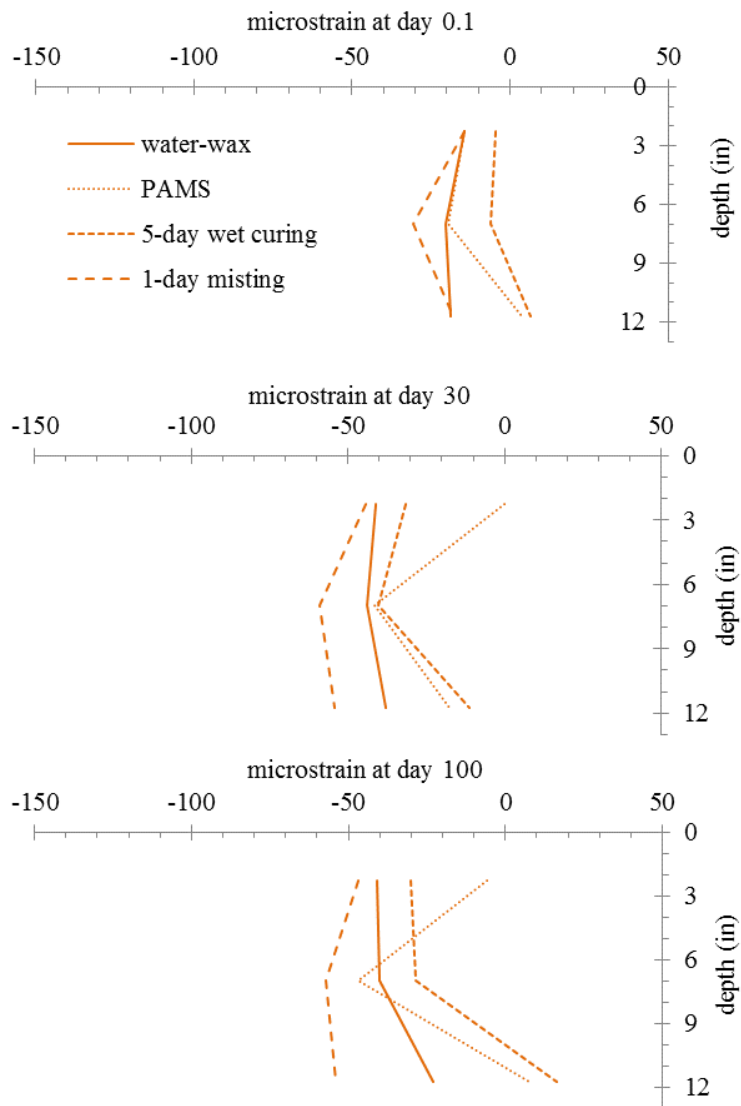 microstrain at day 0.1
-150 -100 -50 0 50
0
3
6
9
12
depth (in)
water-wax
PAMS
5-day wet curing
1-day misting
microstrain at day 30
-150 -100 -50 0 50
0
3
6
9
12
depth (in)
microstrain at day 100
-150 -100 -50 0 50
0
3
6
9
12
depth (in)